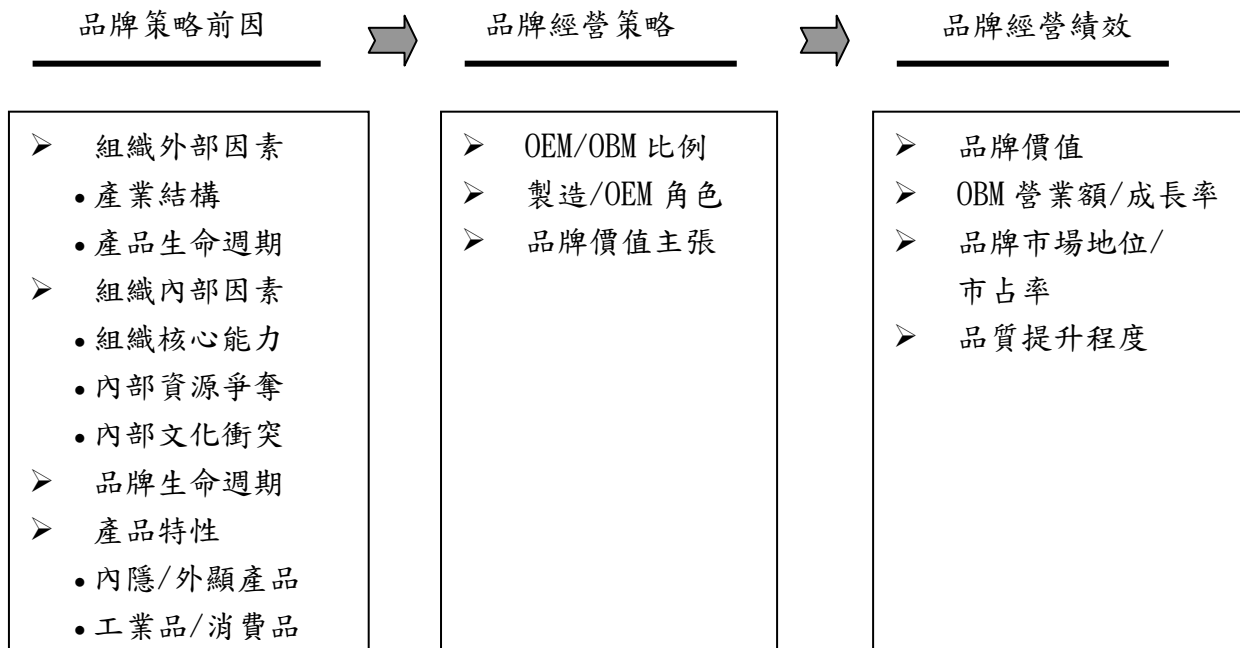 品牌策略前因
品牌經營策略
品牌經營績效
➢ 組織外部因素
•產業結構
•產品生命週期
➢ 組織內部因素
•組織核心能力
•內部資源爭奪
•內部文化衝突
➢ 品牌生命週期
➢ 產品特性
•內隱/外顯產品
•工業品/消費品
➢ OEM/OBM 比例
➢ 製造/OEM 角色
➢ 品牌價值主張
➢ 品牌價值
➢ OBM 營業額/成長率
➢ 品牌市場地位/
市占率
➢ 品質提升程度